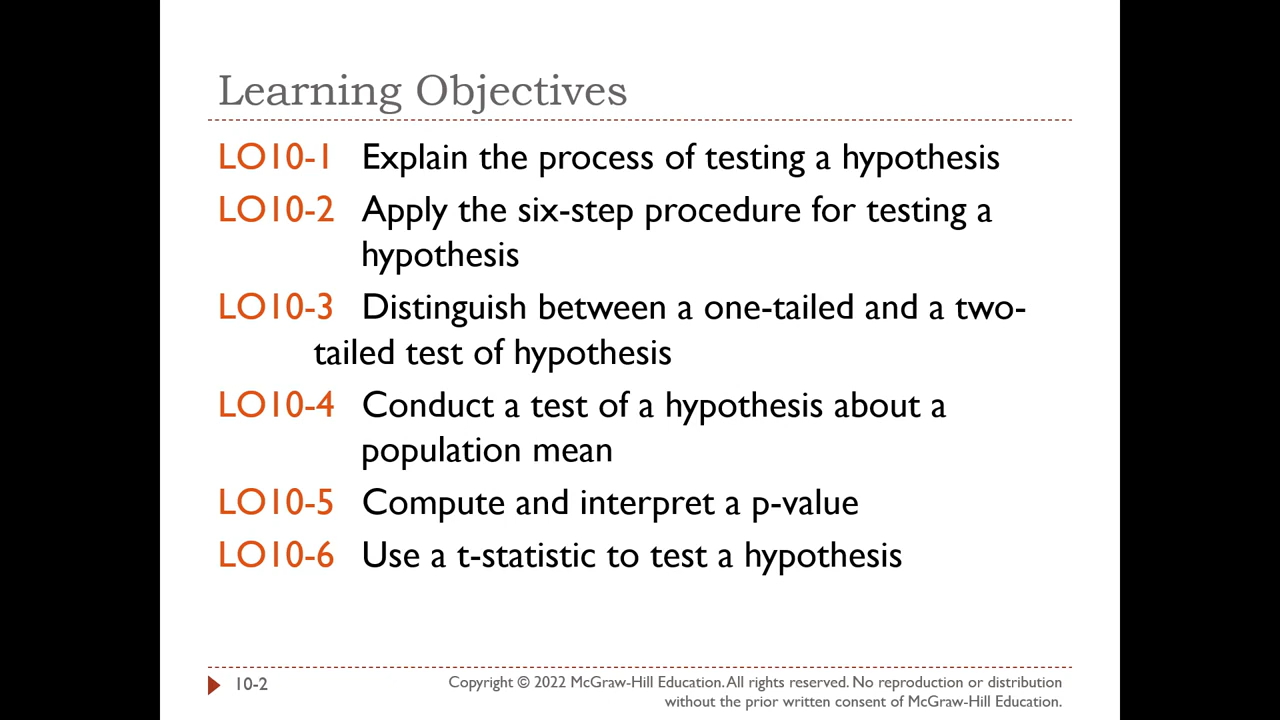 Learning Objectives
LO10-1 Explain the process of testing a hypothesis
LO10-2 Apply the six-step procedure for testing a
hypothesis
LO10-3 Distinguish between a one-tailed and a two-
tailed test of hypothesis
LO10-4 Conduct a test of a hypothesis about a
population mean
LO10-5 Compute and interpret a p-value
LO10-6 Use a t-statistic to test a hypothesis
10-2
Copyright © 2022 McGraw-Hill Education. All rights reserved. No reproduction or distribution
without the prior written consent of McGraw-Hill Education.